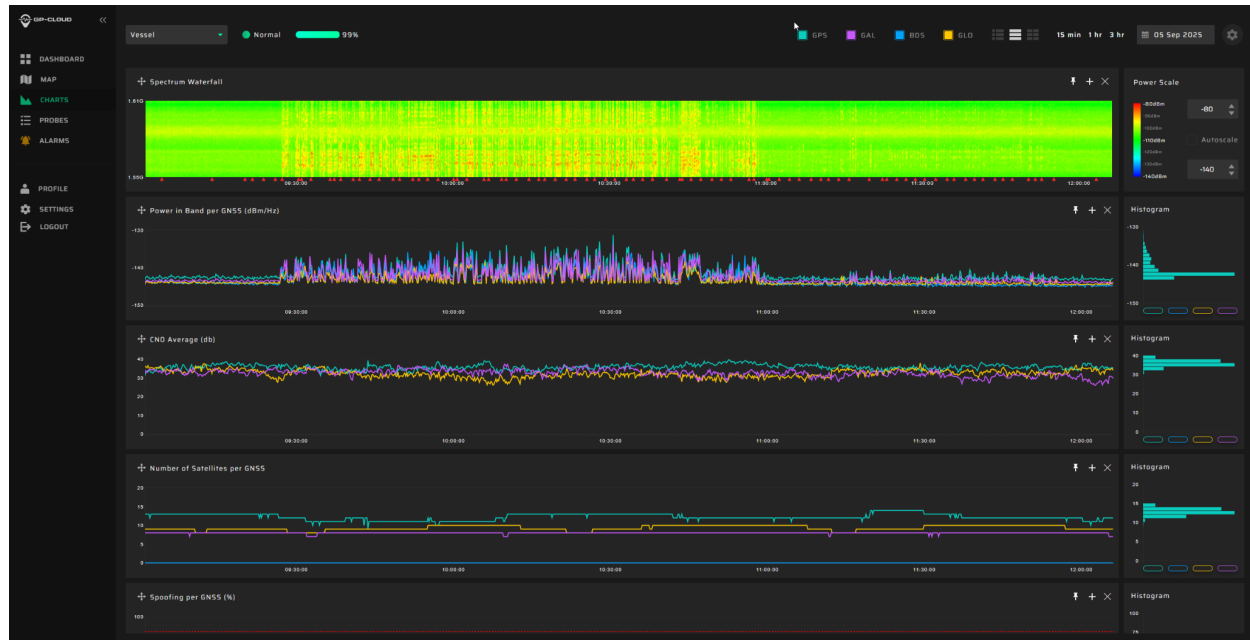 GP-CLOUD
Vessel
Normal
99%
GPS
GAL
BDS
GLO
15 min 1 hr 3 hr
05 Sep 2025
DASHBOARD
MAP
CHARTS
PROBES
ALARMS
PROFILE
SETTINGS
LOGOUT
Spectrum Waterfall
1.61G
1.55G
09:30:00 10:00:00 10:30:00 11:00:00 11:30:00 12:00:00
Power Scale
-80dBm
-90dBm
-100dBm
-110dBm
-120dBm
-130dBm
-140dBm
-80
Autoscale
-140
Power in Band per GNSS (dBm/Hz)
-130
-140
-150
09:30:00 10:00:00 10:30:00 11:00:00 11:30:00 12:00:00
Histogram
-130
-140
-150
CNO Average (db)
40
30
20
10
0
09:30:00 10:00:00 10:30:00 11:00:00 11:30:00 12:00:00
Histogram
40
30
20
10
0
Number of Satellites per GNSS
20
15
10
5
0
09:30:00 10:00:00 10:30:00 11:00:00 11:30:00 12:00:00
Histogram
20
15
10
5
0
Spoofing per GNSS (%)
100
Histogram
100
75